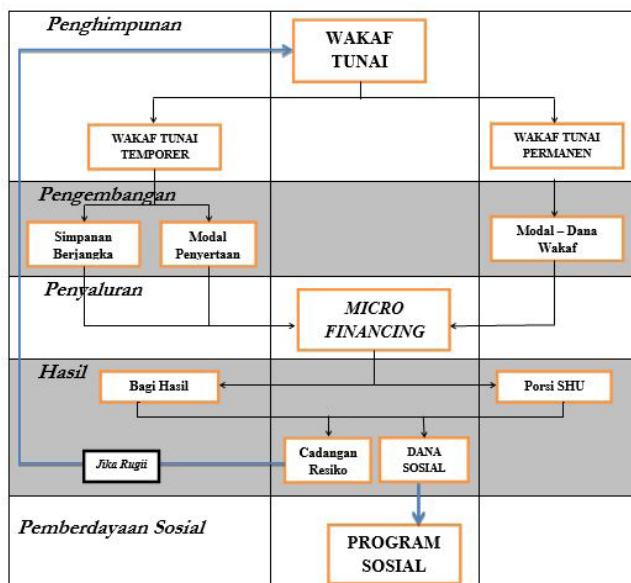 Penghimpunan
WAKAF
TUNAI
WAKAF TUNAI
TEMPORER
WAKAF TUNAI
PERMANEN
Pengembangan
Simpanan
Berjangka
Modal
Penyertaan
Modal – Dana
Wakaf
Penyaluran
MICRO
FINANCING
Hasil
Bagi Hasil
Porsi SHU
Jika Rugii
Cadangan
Resiko
DANA
SOSIAL
Pemberdayaan Sosial
PROGRAM
SOSIAL